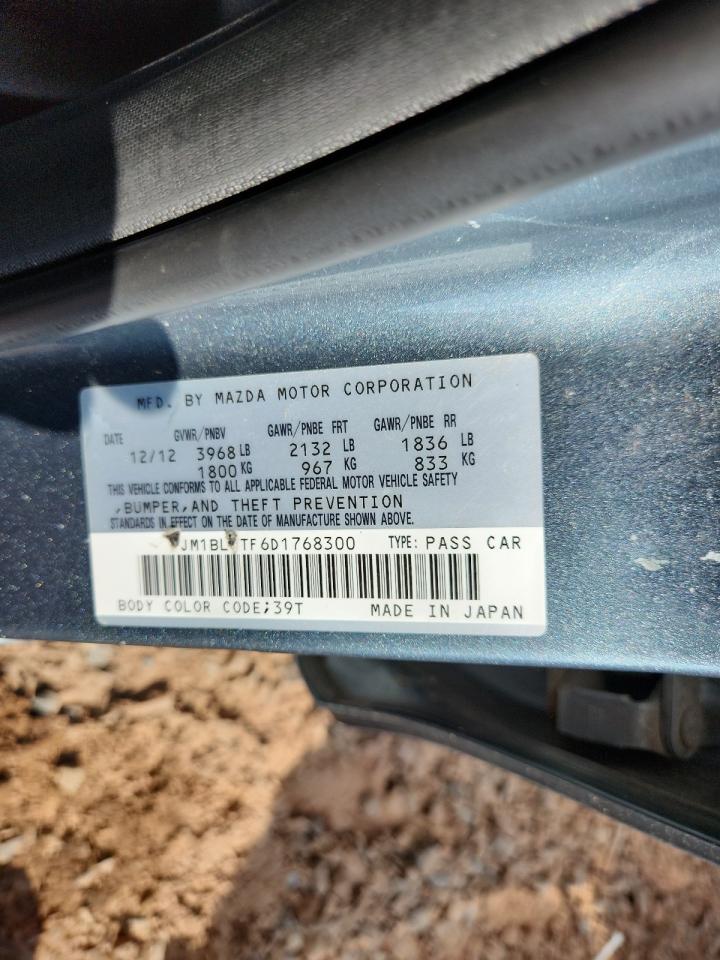 MFD. BY MAZDA MOTOR CORPORATION
DATE GVWR/PNBV GAWR/PNBE FRT GAWR/PNBE RR
12/12 3968 LB 2132 LB 1836 LB
1800 KG 967 KG 833 KG
THIS VEHICLE CONFORMS TO ALL APPLICABLE FEDERAL MOTOR VEHICLE SAFETY
,BUMPER,AND THEFT PREVENTION
STANDARDS IN EFFECT ON THE DATE OF MANUFACTURE SHOWN ABOVE.
TYPE: PASS CAR
BODY COLOR CODE;39T MADE IN JAPAN